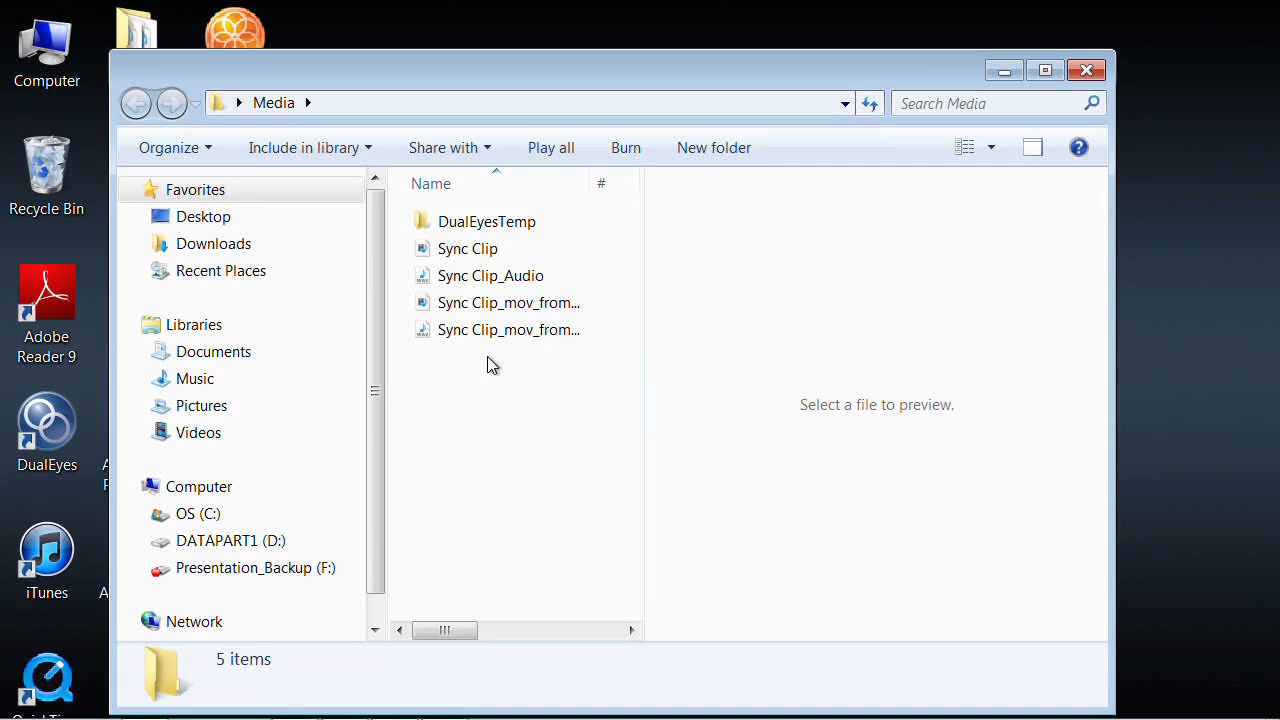 Computer
Recycle Bin
Adobe
Reader 9
DualEyes
iTunes
Media
Search Media
Organize
Include in library
Share with
Play all
Burn
New folder
Favorites
Desktop
Downloads
Recent Places
Libraries
Documents
Music
Pictures
Videos
Computer
OS (C:)
DATAPART1 (D:)
Presentation_Backup (F:)
Network
Name
#
DualEyesTemp
Sync Clip
Sync Clip_Audio
Sync Clip_mov_from...
Sync Clip_mov_from...
Select a file to preview.
5 items